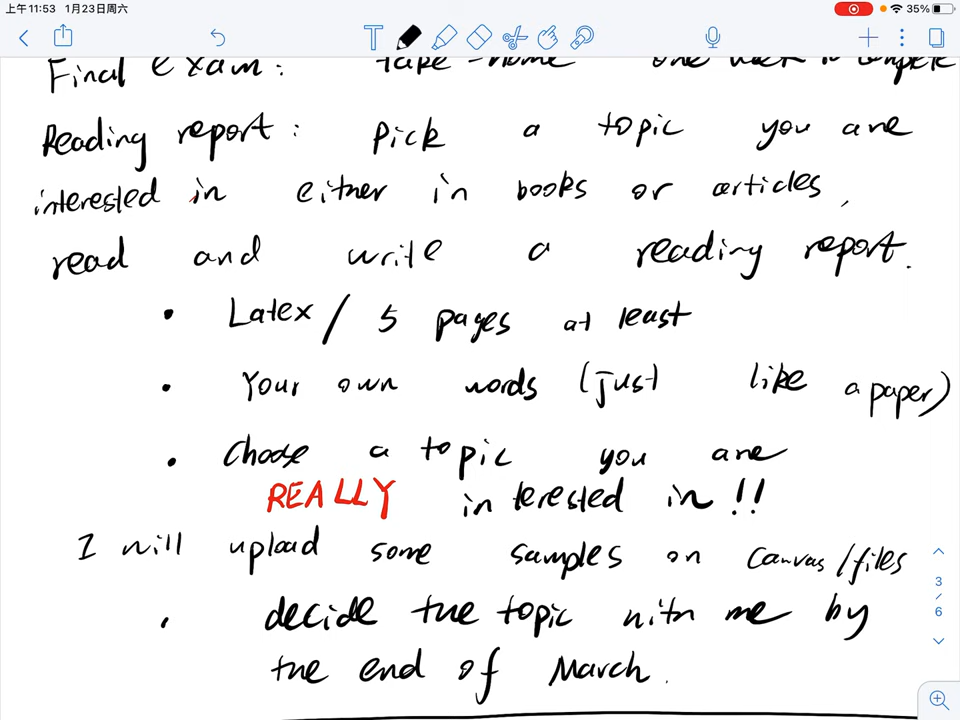 上午11:53 1月23日周六 35%
Final exam: take-home one week to complete
Reading report: Pick a topic you are
interested in either in books or articles,
read and write a reading report.
• Latex / 5 pages at least
• Your own words (just like a paper)
• Choose a topic you are
REALLY interested in!!
I will upload some samples on Canvas/files
• decide the topic with me by
the end of March.
3
/
6